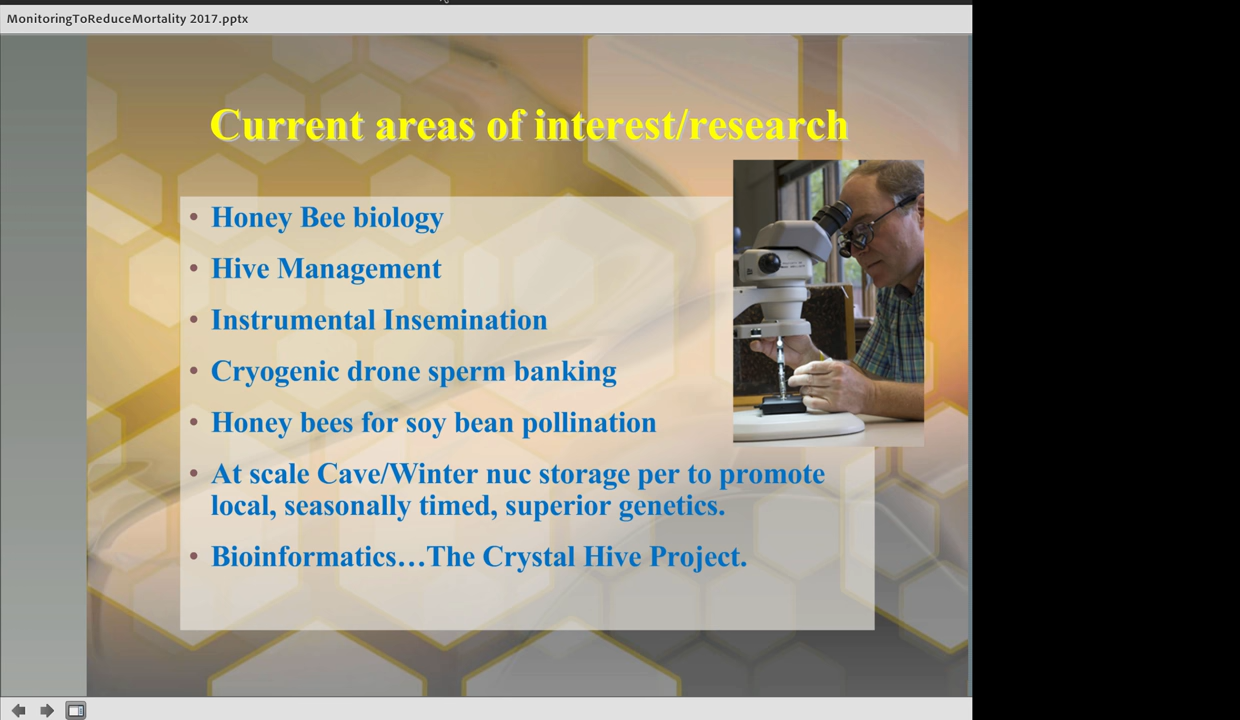 MonitoringToReduceMortality 2017.pptx
Current areas of interest/research
• Honey Bee biology
• Hive Management
• Instrumental Insemination
• Cryogenic drone sperm banking
• Honey bees for soy bean pollination
• At scale Cave/Winter nuc storage per to promote
local, seasonally timed, superior genetics.
• Bioinformatics…The Crystal Hive Project.